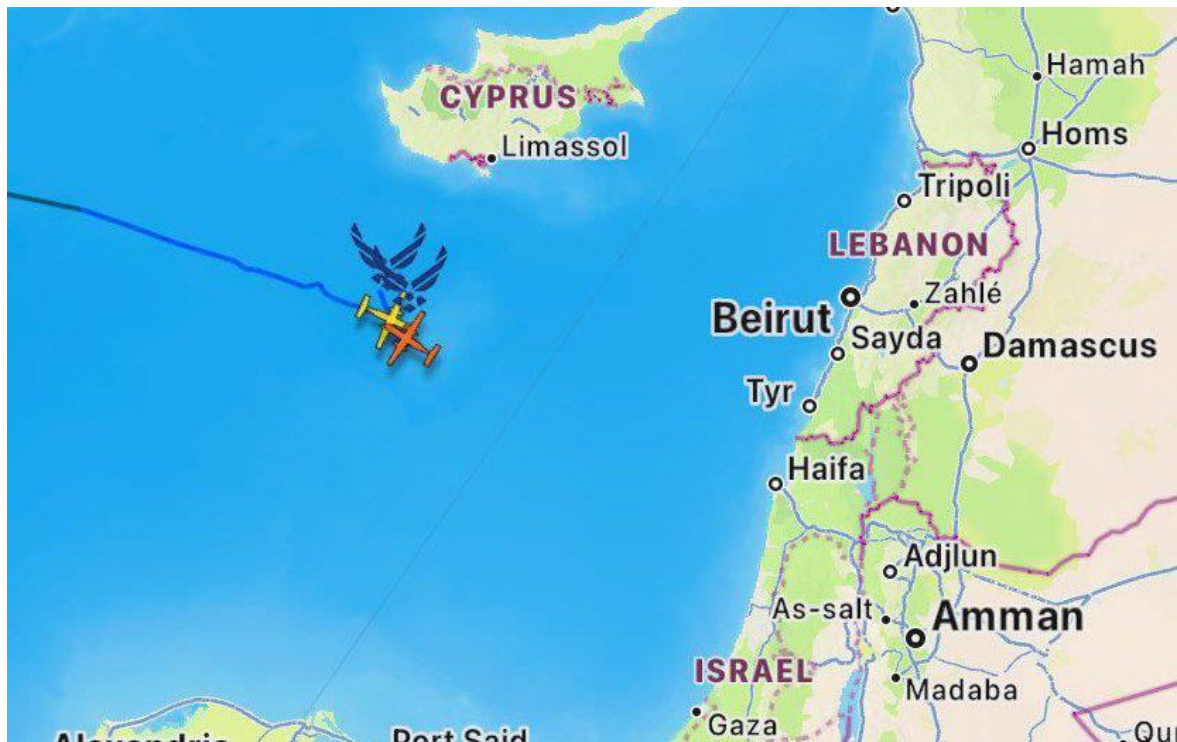 Hamah
CYPRUS
Homs
Limassol
Tripoli
LEBANON
Zahlé
Beirut
Sayda
Damascus
Tyr
Haifa
Adjlun
As-salt
Amman
ISRAEL
Madaba
Gaza
Alexandria
Port Said